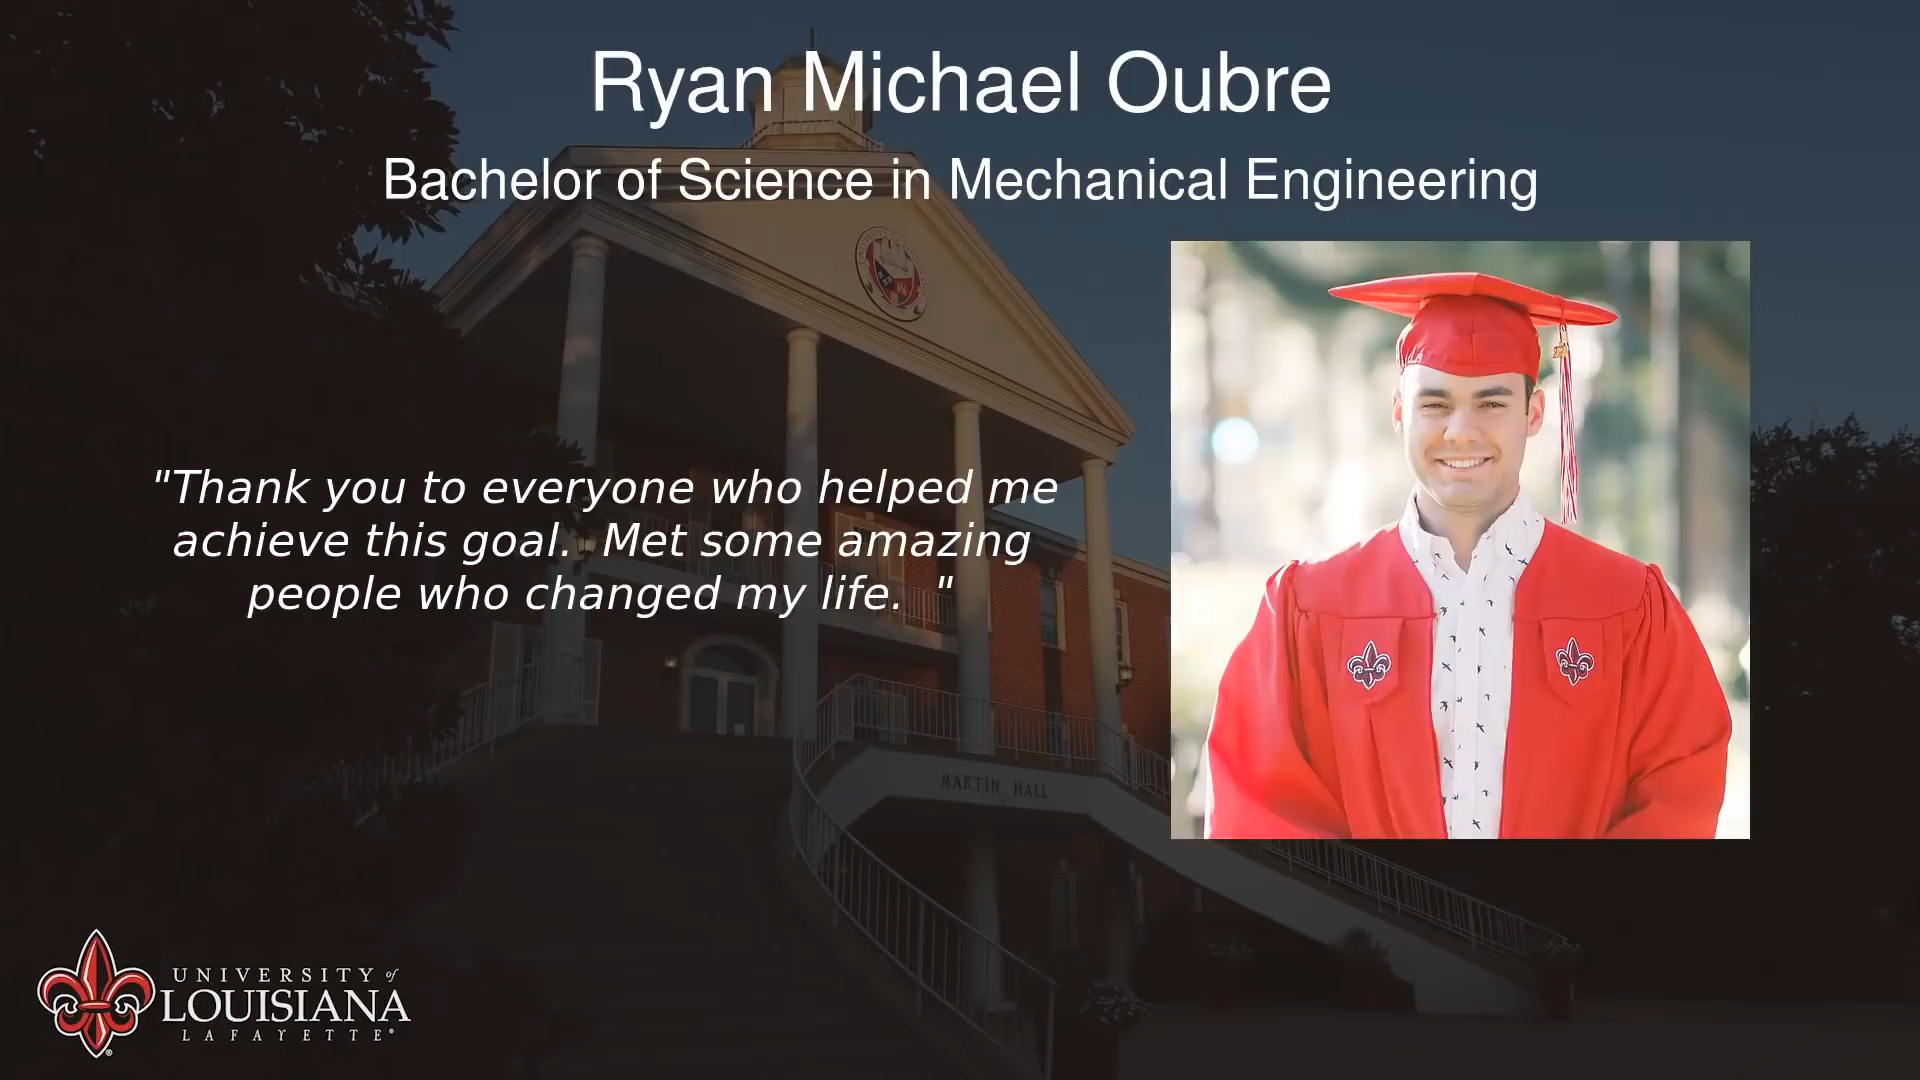 Ryan Michael Oubre
Bachelor of Science in Mechanical Engineering
"Thank you to everyone who helped me
achieve this goal.  Met some amazing
people who changed my life.  "
MARTIN HALL
UNIVERSITY of
LOUISIANA
LAFAYETTE®